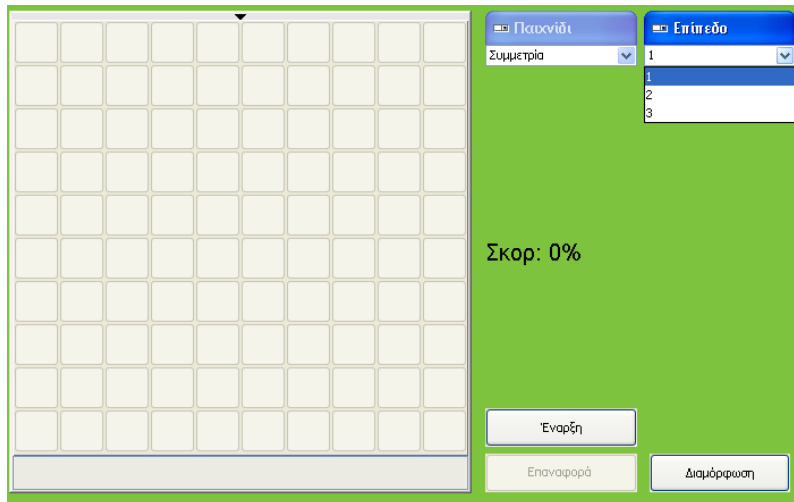 Παιχνίδι
Επίπεδο
Συμμετρία
1
1
2
3
Σκορ: 0%
Έναρξη
Επαναφορά
Διαμόρφωση